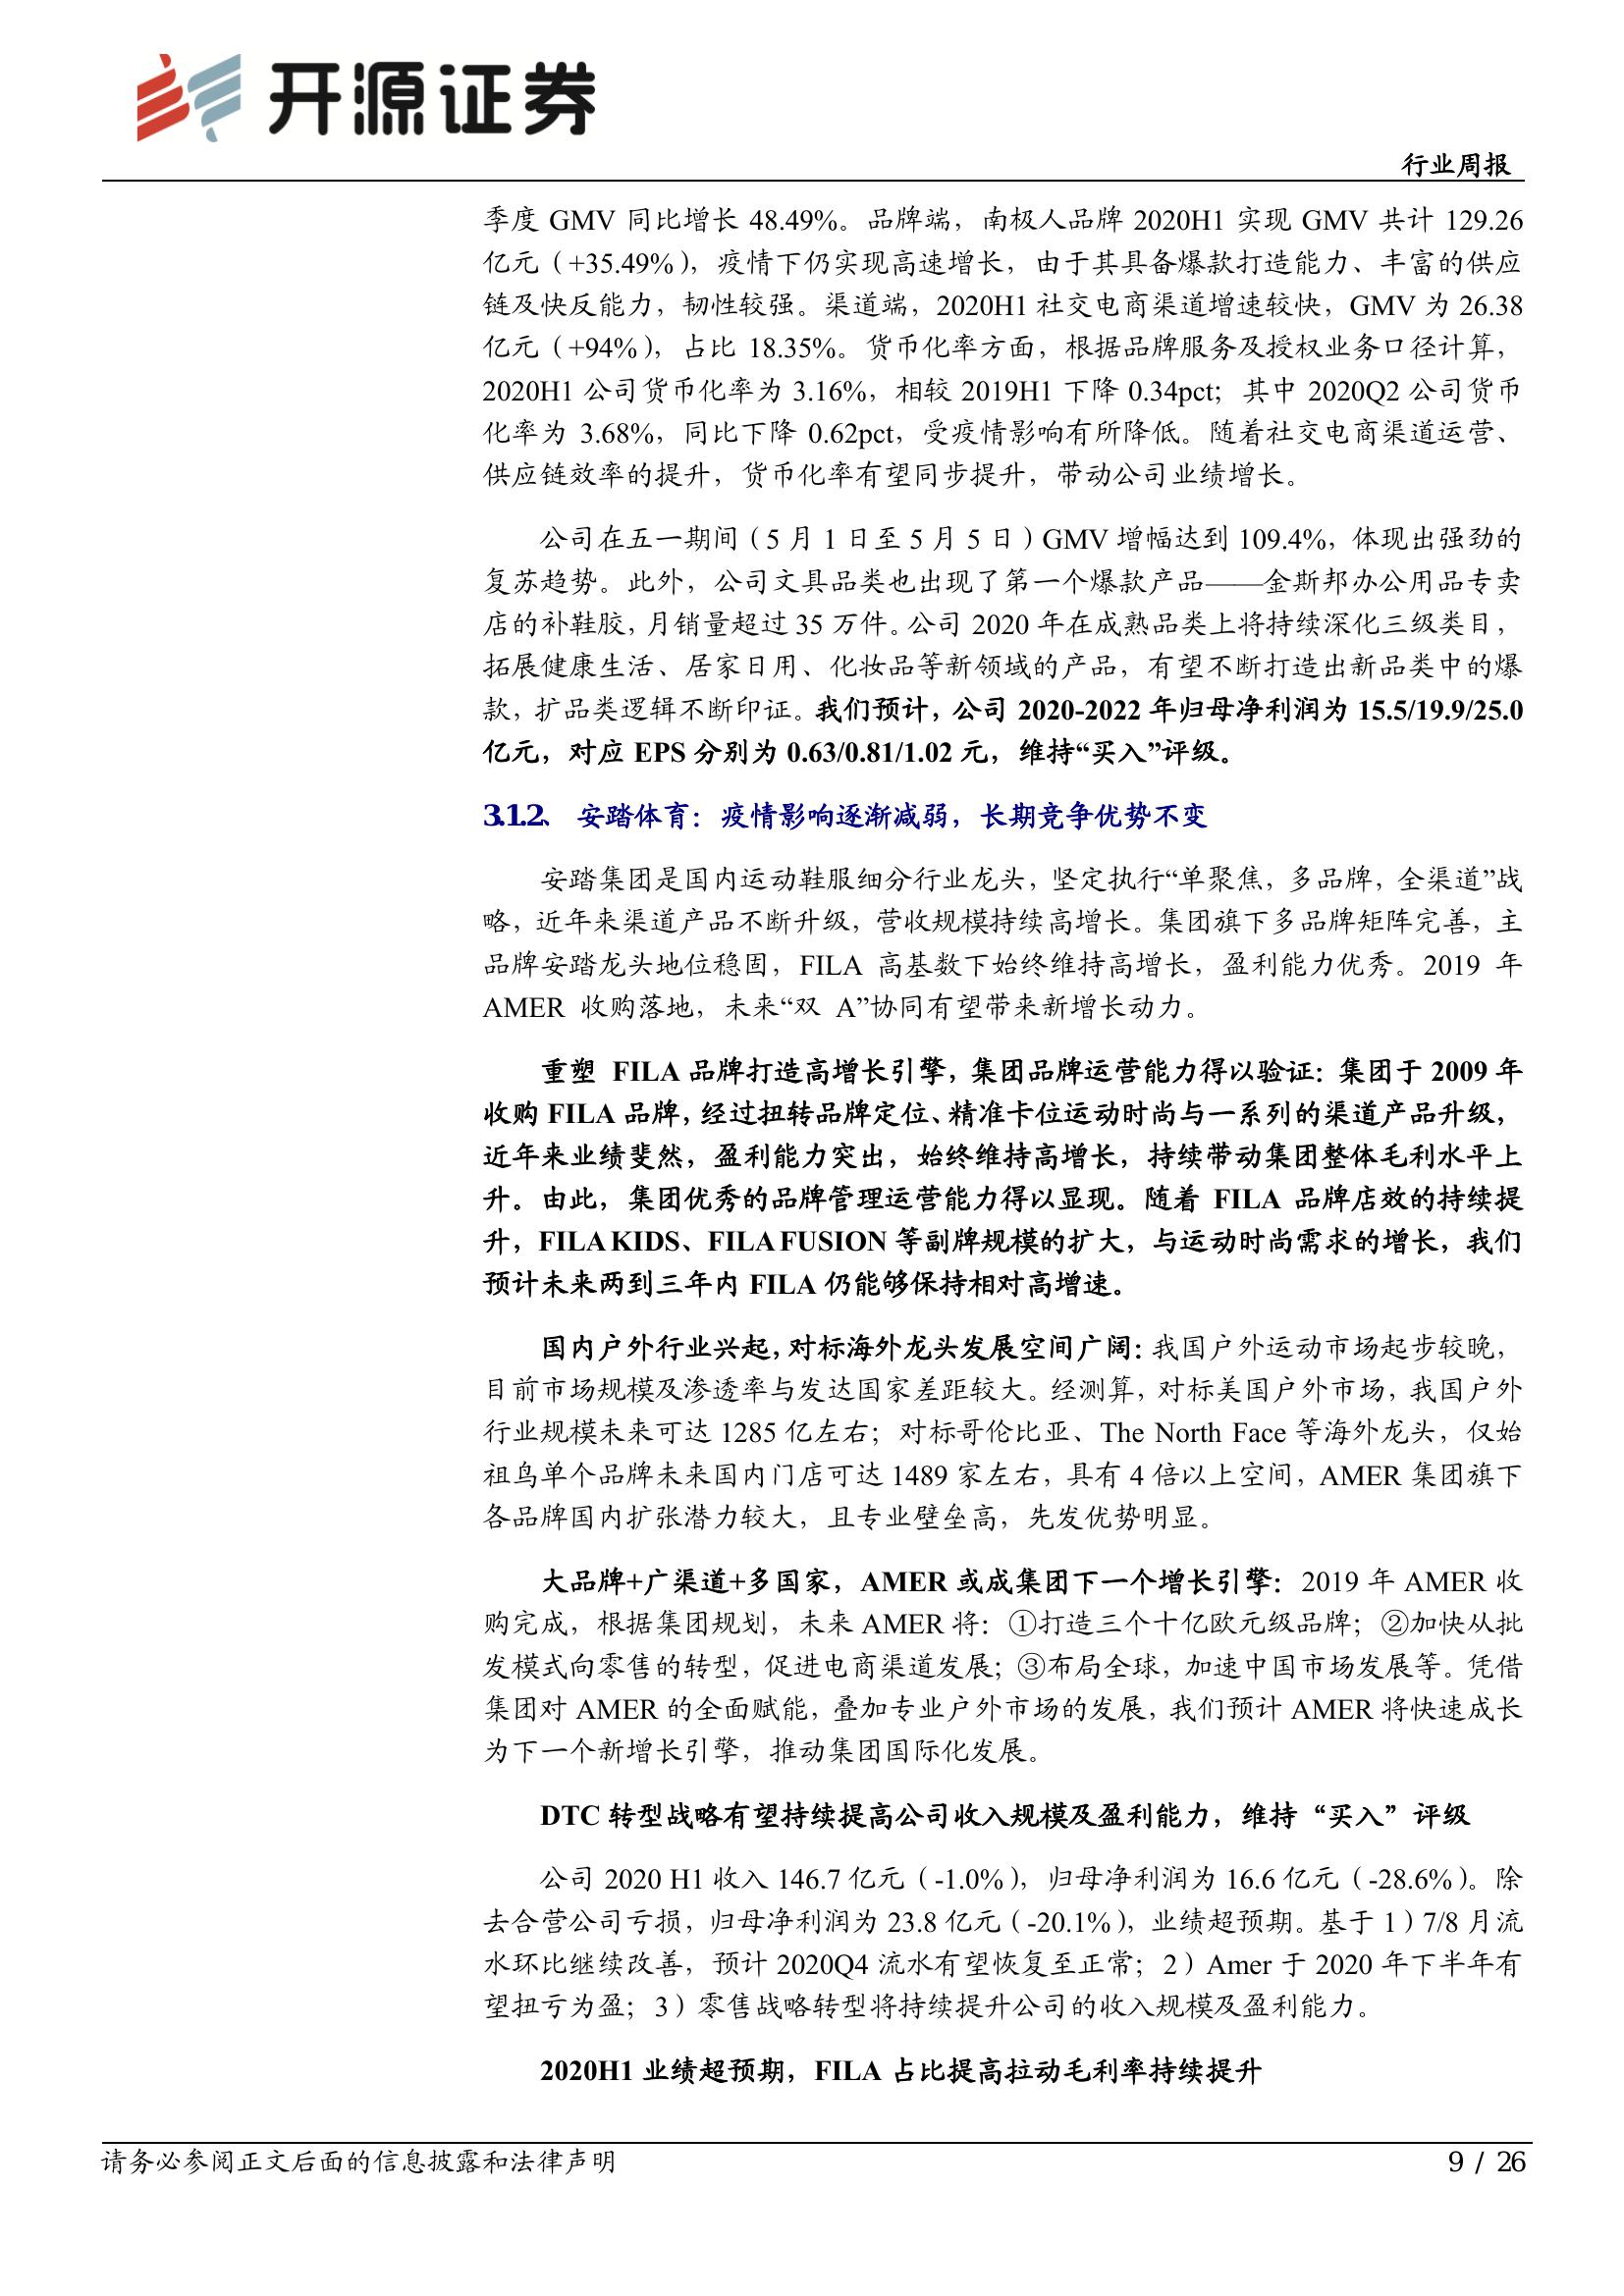 开源证券
行业周报
季度 GMV 同比增长 48.49%。品牌端，南极人品牌 2020H1 实现 GMV 共计 129.26
亿元（+35.49%），疫情下仍实现高速增长，由于其具备爆款打造能力、丰富的供应
链及快反能力，韧性较强。渠道端，2020H1 社交电商渠道增速较快，GMV 为 26.38
亿元（+94%），占比 18.35%。货币化率方面，根据品牌服务及授权业务口径计算，
2020H1 公司货币化率为 3.16%，相较 2019H1 下降 0.34pct；其中 2020Q2 公司货币
化率为 3.68%，同比下降 0.62pct，受疫情影响有所降低。随着社交电商渠道运营、
供应链效率的提升，货币化率有望同步提升，带动公司业绩增长。
公司在五一期间（5 月 1 日至 5 月 5 日）GMV 增幅达到 109.4%，体现出强劲的
复苏趋势。此外，公司文具品类也出现了第一个爆款产品——金斯邦办公用品专卖
店的补鞋胶，月销量超过 35 万件。公司 2020 年在成熟品类上将持续深化三级类目，
拓展健康生活、居家日用、化妆品等新领域的产品，有望不断打造出新品类中的爆
款，扩品类逻辑不断印证。我们预计，公司 2020-2022 年归母净利润为 15.5/19.9/25.0
亿元，对应 EPS 分别为 0.63/0.81/1.02 元，维持“买入”评级。
3.1.2、 安踏体育：疫情影响逐渐减弱，长期竞争优势不变
安踏集团是国内运动鞋服细分行业龙头，坚定执行“单聚焦，多品牌，全渠道”战
略，近年来渠道产品不断升级，营收规模持续高增长。集团旗下多品牌矩阵完善，主
品牌安踏龙头地位稳固，FILA 高基数下始终维持高增长，盈利能力优秀。2019 年
AMER 收购落地，未来“双 A”协同有望带来新增长动力。
重塑 FILA 品牌打造高增长引擎，集团品牌运营能力得以验证：集团于 2009 年
收购 FILA 品牌，经过扭转品牌定位、精准卡位运动时尚与一系列的渠道产品升级，
近年来业绩斐然，盈利能力突出，始终维持高增长，持续带动集团整体毛利水平上
升。由此，集团优秀的品牌管理运营能力得以显现。随着 FILA 品牌店效的持续提
升，FILA KIDS、FILA FUSION 等副牌规模的扩大，与运动时尚需求的增长，我们
预计未来两到三年内 FILA 仍能够保持相对高增速。
国内户外行业兴起，对标海外龙头发展空间广阔：我国户外运动市场起步较晚，
目前市场规模及渗透率与发达国家差距较大。经测算，对标美国户外市场，我国户外
行业规模未来可达 1285 亿左右；对标哥伦比亚、The North Face 等海外龙头，仅始
祖鸟单个品牌未来国内门店可达 1489 家左右，具有 4 倍以上空间，AMER 集团旗下
各品牌国内扩张潜力较大，且专业壁垒高，先发优势明显。
大品牌+广渠道+多国家，AMER 或成集团下一个增长引擎：2019 年 AMER 收
购完成，根据集团规划，未来 AMER 将：①打造三个十亿欧元级品牌；②加快从批
发模式向零售的转型，促进电商渠道发展；③布局全球，加速中国市场发展等。凭借
集团对 AMER 的全面赋能，叠加专业户外市场的发展，我们预计 AMER 将快速成长
为下一个新增长引擎，推动集团国际化发展。
DTC 转型战略有望持续提高公司收入规模及盈利能力，维持“买入”评级
公司 2020 H1 收入 146.7 亿元（-1.0%），归母净利润为 16.6 亿元（-28.6%）。除
去合营公司亏损，归母净利润为 23.8 亿元（-20.1%），业绩超预期。基于 1）7/8 月流
水环比继续改善，预计 2020Q4 流水有望恢复至正常；2）Amer 于 2020 年下半年有
望扭亏为盈；3）零售战略转型将持续提升公司的收入规模及盈利能力。
2020H1 业绩超预期，FILA 占比提高拉动毛利率持续提升
请务必参阅正文后面的信息披露和法律声明
9 / 26